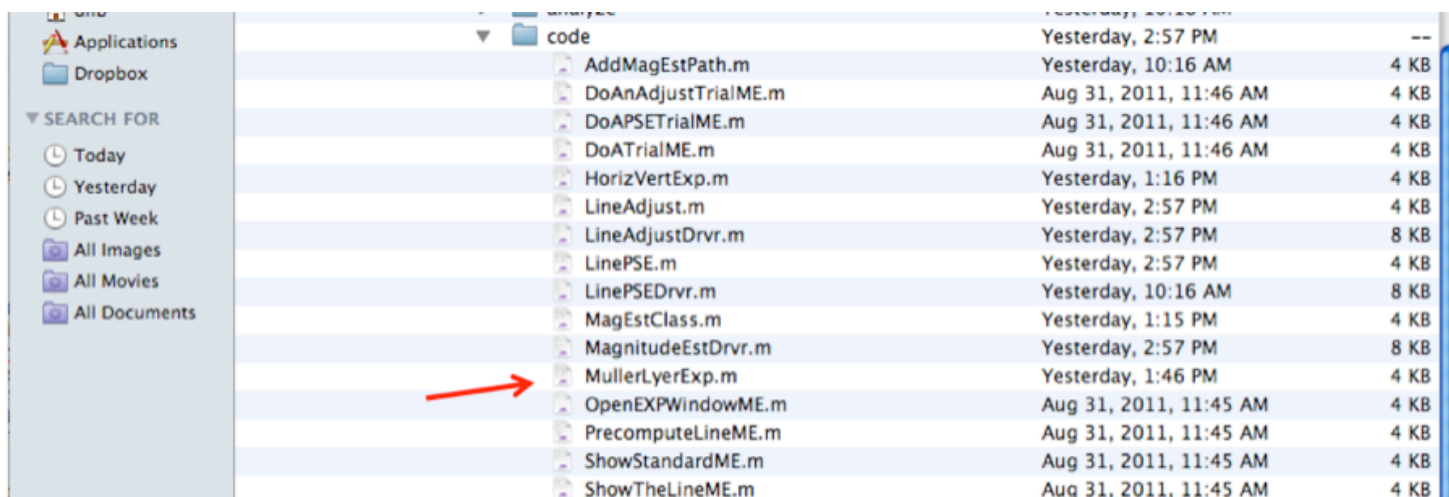 Applications
Dropbox
SEARCH FOR
Today
Yesterday
Past Week
All Images
All Movies
All Documents
code Yesterday, 2:57 PM --
AddMagEstPath.m Yesterday, 10:16 AM 4 KB
DoAnAdjustTrialME.m Aug 31, 2011, 11:46 AM 4 KB
DoAPSETrialME.m Aug 31, 2011, 11:46 AM 4 KB
DoATrialME.m Aug 31, 2011, 11:46 AM 4 KB
HorizVertExp.m Yesterday, 1:16 PM 4 KB
LineAdjust.m Yesterday, 2:57 PM 4 KB
LineAdjustDrvr.m Yesterday, 2:57 PM 8 KB
LinePSE.m Yesterday, 2:57 PM 4 KB
LinePSEDrvr.m Yesterday, 10:16 AM 8 KB
MagEstClass.m Yesterday, 1:15 PM 4 KB
MagnitudeEstDrvr.m Yesterday, 2:57 PM 8 KB
MullerLyerExp.m Yesterday, 1:46 PM 4 KB
OpenEXPWindowME.m Aug 31, 2011, 11:45 AM 4 KB
PrecomputeLineME.m Aug 31, 2011, 11:45 AM 4 KB
ShowStandardME.m Aug 31, 2011, 11:45 AM 4 KB
ShowTheLineME.m Aug 31, 2011, 11:45 AM 4 KB